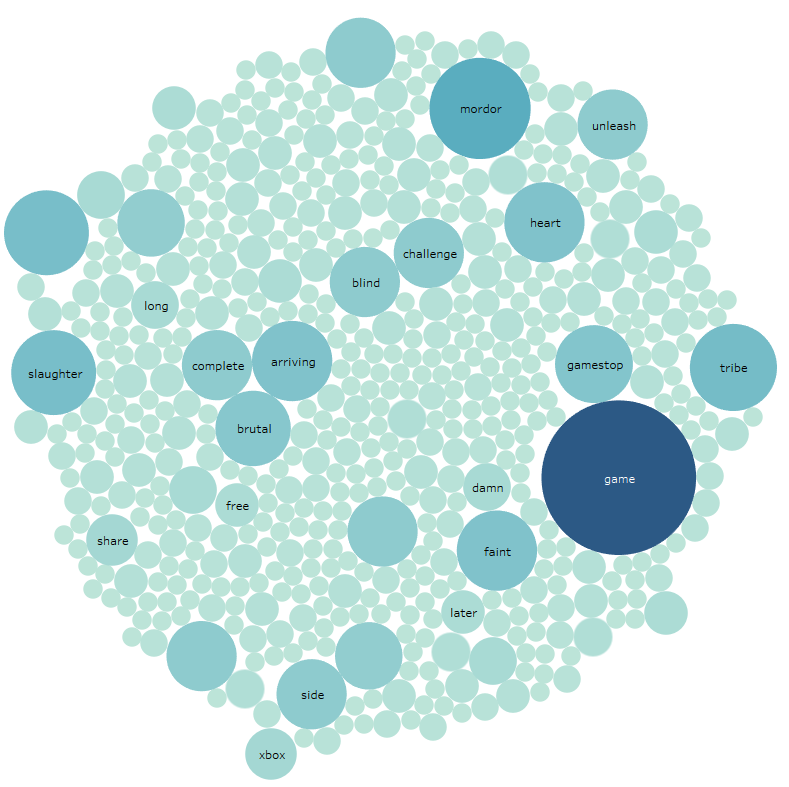 mordor
unleash
heart
challenge
blind
long
gamestop
complete
arriving
tribe
slaughter
brutal
game
damn
free
share
faint
later
side
xbox